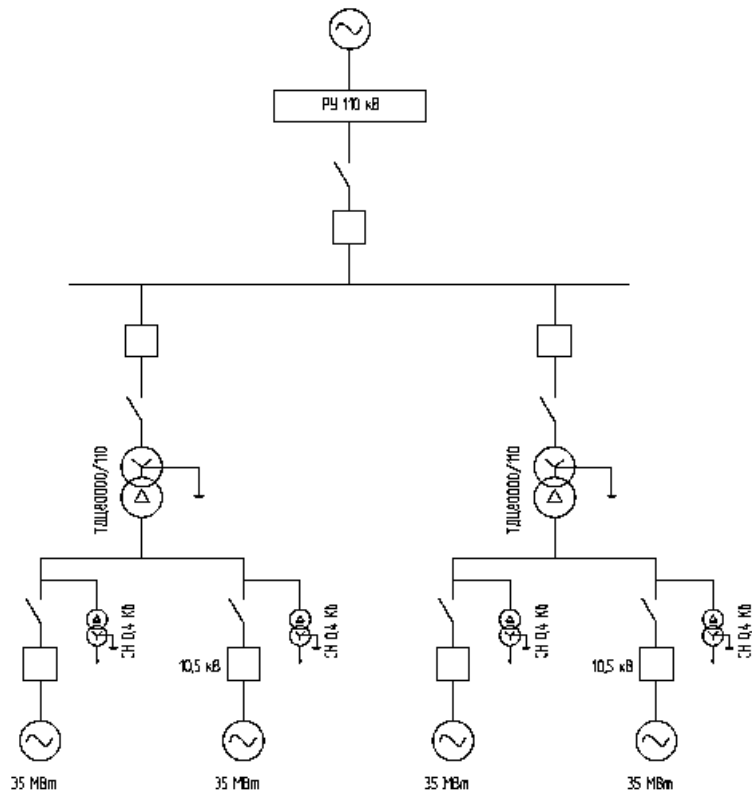 РУ 110 кВ
ТДЦ80000/110
ТДЦ80000/110
СН 0,4 Кв
СН 0,4 Кв
СН 0,4 Кв
СН 0,4 Кв
10,5 кВ
10,5 кВ
35 МВт
35 МВт
35 МВт
35 МВт